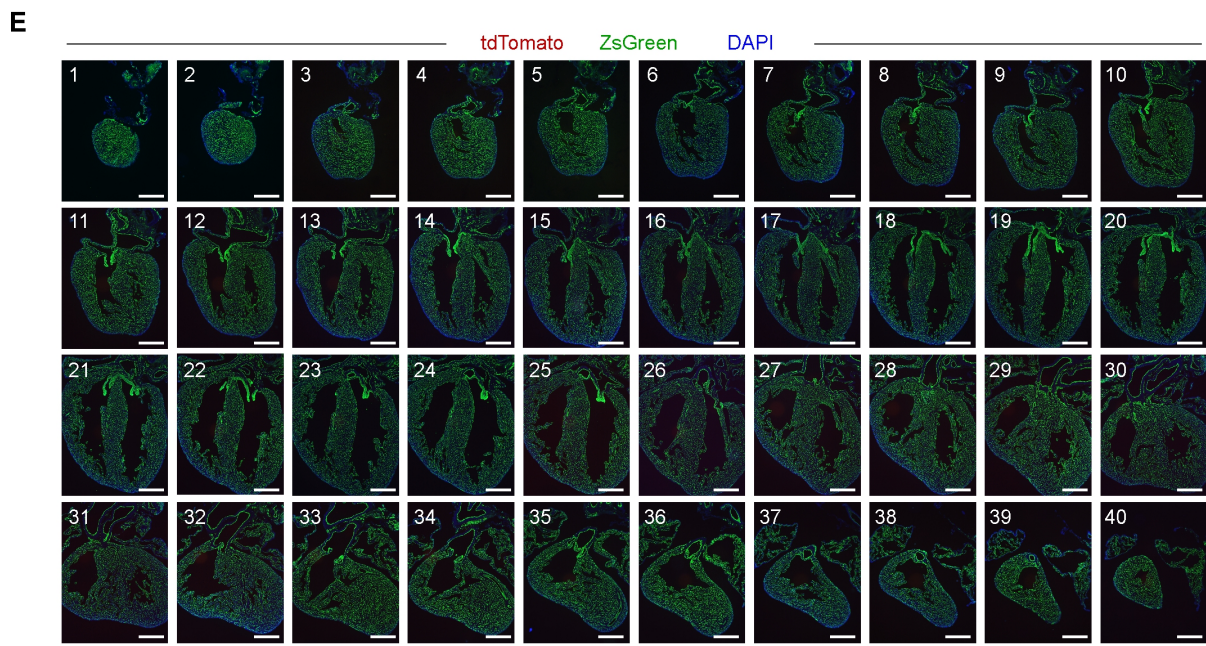 E
tdTomato ZsGreen DAPI
1 2 3 4 5 6 7 8 9 10
11 12 13 14 15 16 17 18 19 20
21 22 23 24 25 26 27 28 29 30
31 32 33 34 35 36 37 38 39 40